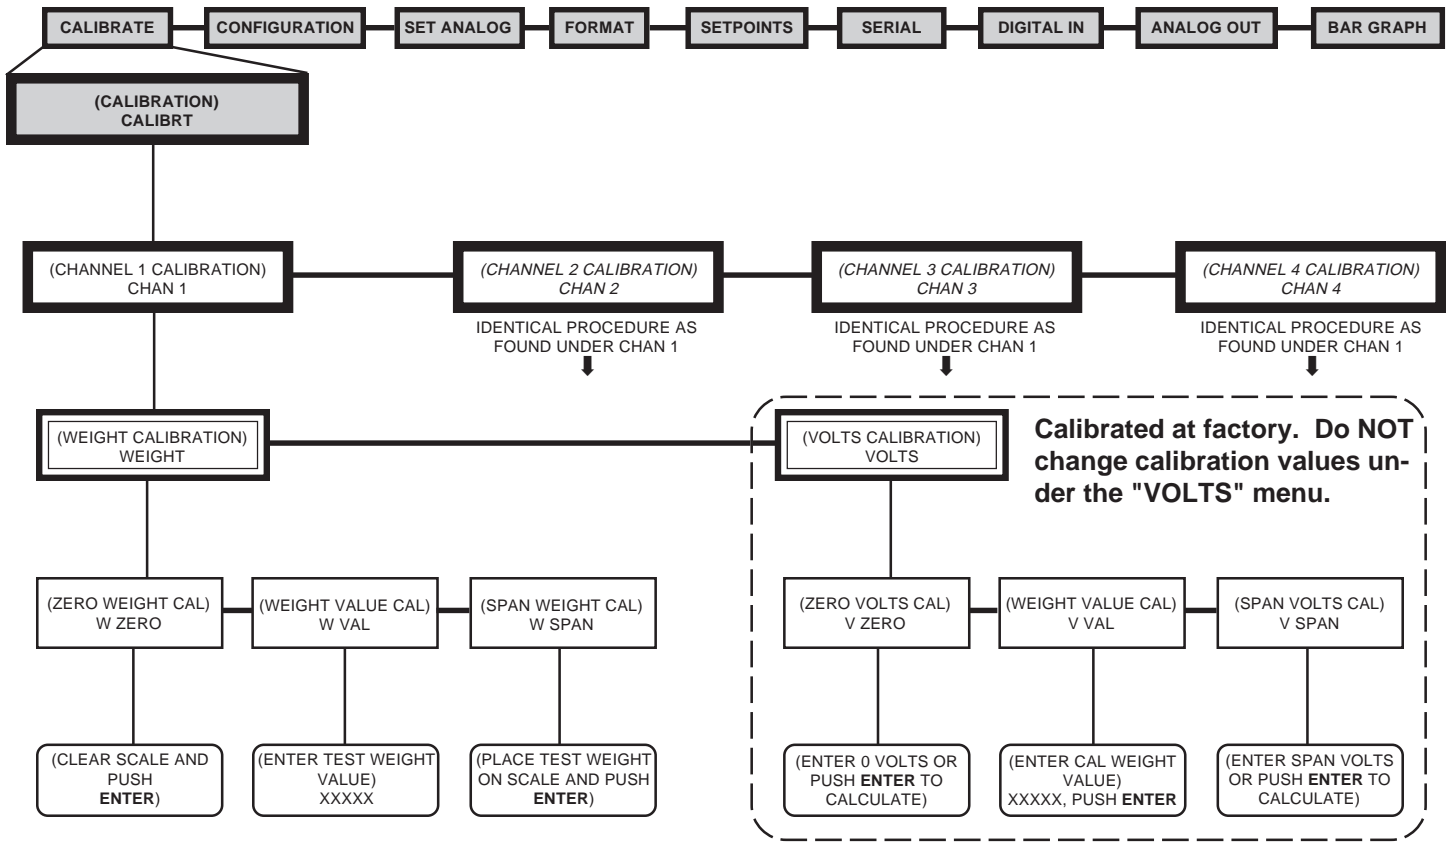 CALIBRATE
CONFIGURATION
SET ANALOG
FORMAT
SETPOINTS
SERIAL
DIGITAL IN
ANALOG OUT
BAR GRAPH
(CALIBRATION)
CALIBRT
(CHANNEL 1 CALIBRATION)
CHAN 1
(CHANNEL 2 CALIBRATION)
CHAN 2
(CHANNEL 3 CALIBRATION)
CHAN 3
(CHANNEL 4 CALIBRATION)
CHAN 4
IDENTICAL PROCEDURE AS
FOUND UNDER CHAN 1
IDENTICAL PROCEDURE AS
FOUND UNDER CHAN 1
IDENTICAL PROCEDURE AS
FOUND UNDER CHAN 1
(WEIGHT CALIBRATION)
WEIGHT
(VOLTS CALIBRATION)
VOLTS
Calibrated at factory. Do NOT
change calibration values un-
der the "VOLTS" menu.
(ZERO WEIGHT CAL)
W ZERO
(WEIGHT VALUE CAL)
W VAL
(SPAN WEIGHT CAL)
W SPAN
(ZERO VOLTS CAL)
V ZERO
(WEIGHT VALUE CAL)
V VAL
(SPAN VOLTS CAL)
V SPAN
(CLEAR SCALE AND
PUSH
ENTER)
(ENTER TEST WEIGHT
VALUE)
XXXXX
(PLACE TEST WEIGHT
ON SCALE AND PUSH
ENTER)
(ENTER 0 VOLTS OR
PUSH ENTER TO
CALCULATE)
(ENTER CAL WEIGHT
VALUE)
XXXXX, PUSH ENTER
(ENTER SPAN VOLTS
OR PUSH ENTER TO
CALCULATE)